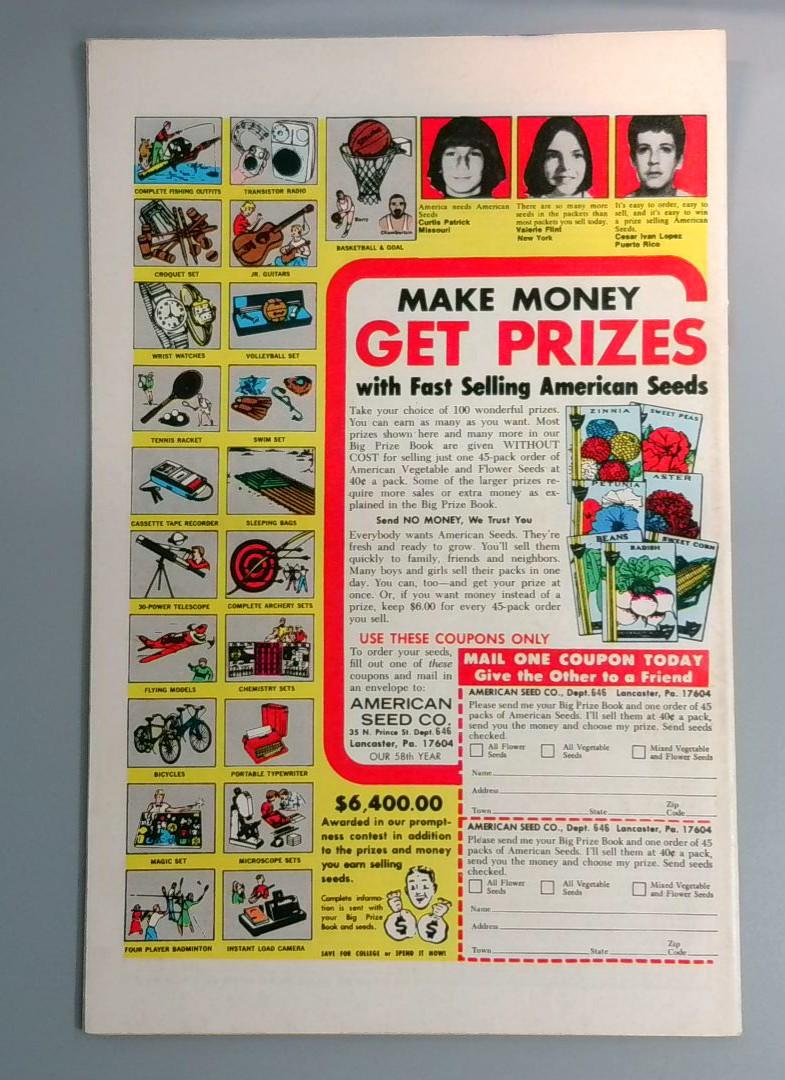 COMPLETE FISHING OUTFITS
TRANSISTOR RADIO
CROQUET SET
JR. GUITARS
WRIST WATCHES
VOLLEYBALL SET
TENNIS RACKET
SWIM SET
CASSETTE TAPE RECORDER
SLEEPING BAGS
30-POWER TELESCOPE
COMPLETE ARCHERY SETS
FLYING MODELS
CHEMISTRY SETS
BICYCLES
PORTABLE TYPEWRITER
MAGIC SET
MICROSCOPE SETS
FOUR PLAYER BADMINTON
INSTANT LOAD CAMERA
Barry
Chamberlain
BASKETBALL & GOAL
America needs American
Seeds
Curtis Patrick
Missouri
There are so many more
seeds in the packets than
most packets you sell today.
Valerie Flint
New York
It's easy to order, easy to
sell, and it's easy to win
a prize selling American
Seeds.
Cesar Ivan Lopez
Puerto Rico
MAKE MONEY
GET PRIZES
with Fast Selling American Seeds
Take your choice of 100 wonderful prizes.
You can earn as many as you want. Most
prizes shown here and many more in our
Big Prize Book are given WITHOUT
COST for selling just one 45-pack order of
American Vegetable and Flower Seeds at
40¢ a pack. Some of the larger prizes re-
quire more sales or extra money as ex-
plained in the Big Prize Book.
Send NO MONEY, We Trust You
Everybody wants American Seeds. They're
fresh and ready to grow. You'll sell them
quickly to family, friends and neighbors.
Many boys and girls sell their packs in one
day. You can, too—and get your prize at
once. Or, if you want money instead of a
prize, keep $6.00 for every 45-pack order
you sell.
ZINNIA
SWEET PEAS
PETUNIA
ASTER
BEANS
RADISH
SWEET CORN
USE THESE COUPONS ONLY
To order your seeds,
fill out one of these
coupons and mail in
an envelope to:
AMERICAN
SEED CO.
35 N. Prince St. Dept. 646
Lancaster, Pa. 17604
OUR 58th YEAR
$6,400.00
Awarded in our prompt-
ness contest in addition
to the prizes and money
you earn selling
seeds.
Complete informa-
tion is sent with
your Big Prize
Book and seeds.
$ $
SAVE FOR COLLEGE or SPEND IT NOW!
MAIL ONE COUPON TODAY
Give the Other to a Friend
AMERICAN SEED CO., Dept. 646 Lancaster, Pa. 17604
Please send me your Big Prize Book and one order of 45
packs of American Seeds. I'll sell them at 40¢ a pack,
send you the money and choose my prize. Send seeds
checked.
All Flower
Seeds
All Vegetable
Seeds
Mixed Vegetable
and Flower Seeds
Name
Address
Town State Zip Code
AMERICAN SEED CO., Dept. 646 Lancaster, Pa. 17604
Please send me your Big Prize Book and one order of 45
packs of American Seeds. I'll sell them at 40¢ a pack,
send you the money and choose my prize. Send seeds
checked.
All Flower
Seeds
All Vegetable
Seeds
Mixed Vegetable
and Flower Seeds
Name
Address
Town State Zip Code